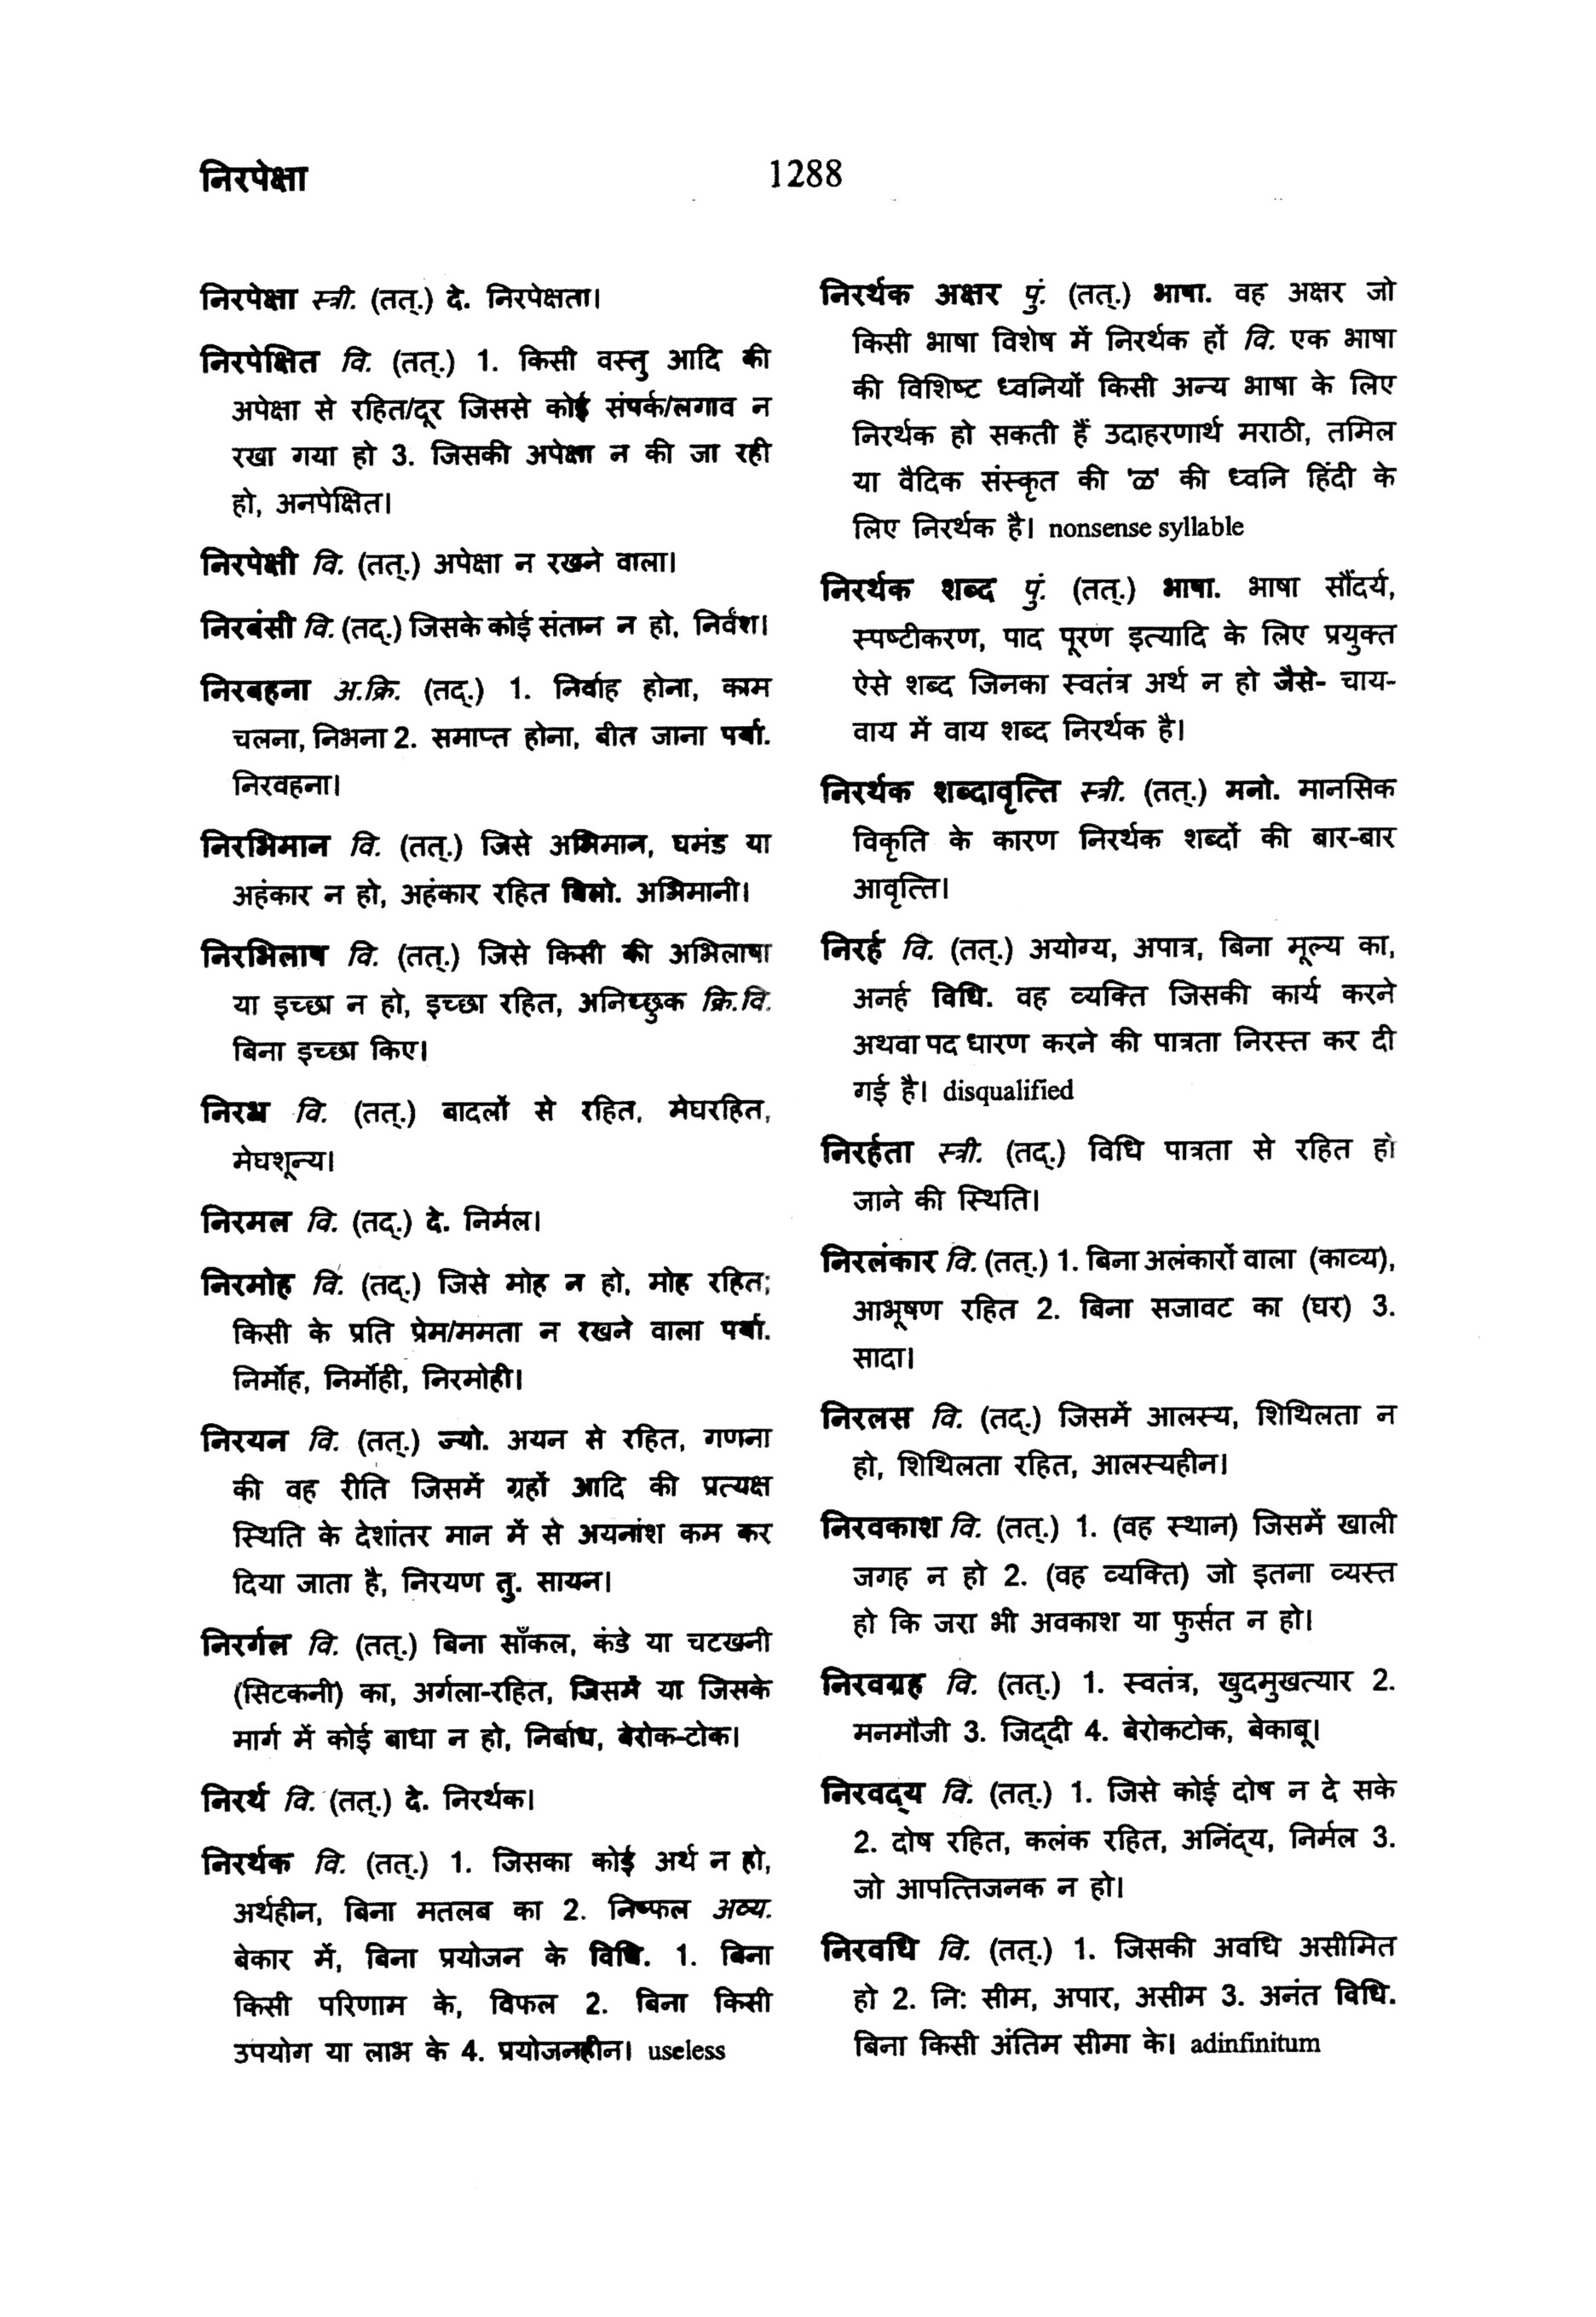 निरपेक्षा
1288
निरपेक्षा स्त्री. (तत्.) दे. निरपेक्षता।
निरपेक्षित वि. (तत्.) 1. किसी वस्तु आदि की
अपेक्षा से रहित/दूर जिससे कोई संपर्क/लगाव न
रखा गया हो 3. जिसकी अपेक्षा न की जा रही
हो, अनपेक्षित।
निरपेक्षी वि. (तत्.) अपेक्षा न रखने वाला।
निरबंसी वि. (तद्.) जिसके कोई संतान न हो, निर्वंश।
निरबहना अ.क्रि. (तद्.) 1. निर्वाह होना, काम
चलना, निभना 2. समाप्त होना, बीत जाना पर्या.
निरवहना।
निरभिमान वि. (तत्.) जिसे अभिमान, घमंड या
अहंकार न हो, अहंकार रहित विलो. अभिमानी।
निरभिलाष वि. (तत्.) जिसे किसी की अभिलाषा
या इच्छा न हो, इच्छा रहित, अनिच्छुक क्रि.वि.
बिना इच्छा किए।
निरभ्र वि. (तत्.) बादलों से रहित, मेघरहित,
मेघशून्य।
निरमल वि. (तद्.) दे. निर्मल।
निरमोह वि. (तद्.) जिसे मोह न हो, मोह रहित;
किसी के प्रति प्रेम/ममता न रखने वाला पर्या.
निर्मोह, निर्मोही, निरमोही।
निरयन वि. (तत्.) ज्यो. अयन से रहित, गणना
की वह रीति जिसमें ग्रहों आदि की प्रत्यक्ष
स्थिति के देशांतर मान में से अयनांश कम कर
दिया जाता है, निरयण तु. सायन।
निरर्गल वि. (तत्.) बिना साँकल, कंडे या चटखनी
(सिटकनी) का, अर्गला-रहित, जिसमें या जिसके
मार्ग में कोई बाधा न हो, निर्बाध, बेरोक-टोक।
निरर्थ वि. (तत्.) दे. निरर्थक।
निरर्थक वि. (तत्.) 1. जिसका कोई अर्थ न हो,
अर्थहीन, बिना मतलब का 2. निष्फल अव्य.
बेकार में, बिना प्रयोजन के विधि. 1. बिना
किसी परिणाम के, विफल 2. बिना किसी
उपयोग या लाभ के 4. प्रयोजनहीन। useless
निरर्थक अक्षर पुं. (तत्.) भाषा. वह अक्षर जो
किसी भाषा विशेष में निरर्थक हों वि. एक भाषा
की विशिष्ट ध्वनियों किसी अन्य भाषा के लिए
निरर्थक हो सकती हैं उदाहरणार्थ मराठी, तमिल
या वैदिक संस्कृत की 'ळ' की ध्वनि हिंदी के
लिए निरर्थक है। nonsense syllable
निरर्थक शब्द पुं. (तत्.) भाषा. भाषा सौंदर्य,
स्पष्टीकरण, पाद पूरण इत्यादि के लिए प्रयुक्त
ऐसे शब्द जिनका स्वतंत्र अर्थ न हो जैसे- चाय-
वाय में वाय शब्द निरर्थक है।
निरर्थक शब्दावृत्ति स्त्री. (तत्.) मनो. मानसिक
विकृति के कारण निरर्थक शब्दों की बार-बार
आवृत्ति।
निरर्ह वि. (तत्.) अयोग्य, अपात्र, बिना मूल्य का,
अनर्ह विधि. वह व्यक्ति जिसकी कार्य करने
अथवा पद धारण करने की पात्रता निरस्त कर दी
गई है। disqualified
निरर्हता स्त्री. (तद्.) विधि पात्रता से रहित हो
जाने की स्थिति।
निरलंकार वि. (तत्.) 1. बिना अलंकारों वाला (काव्य),
आभूषण रहित 2. बिना सजावट का (घर) 3.
सादा।
निरलस वि. (तद्.) जिसमें आलस्य, शिथिलता न
हो, शिथिलता रहित, आलस्यहीन।
निरवकाश वि. (तत्.) 1. (वह स्थान) जिसमें खाली
जगह न हो 2. (वह व्यक्ति) जो इतना व्यस्त
हो कि जरा भी अवकाश या फुर्सत न हो।
निरवग्रह वि. (तत्.) 1. स्वतंत्र, खुदमुखत्यार 2.
मनमौजी 3. जिद्दी 4. बेरोकटोक, बेकाबू।
निरवद्य वि. (तत्.) 1. जिसे कोई दोष न दे सके
2. दोष रहित, कलंक रहित, अनिंद्य, निर्मल 3.
जो आपत्तिजनक न हो।
निरवधि वि. (तत्.) 1. जिसकी अवधि असीमित
हो 2. नि: सीम, अपार, असीम 3. अनंत विधि.
बिना किसी अंतिम सीमा के। adinfinitum